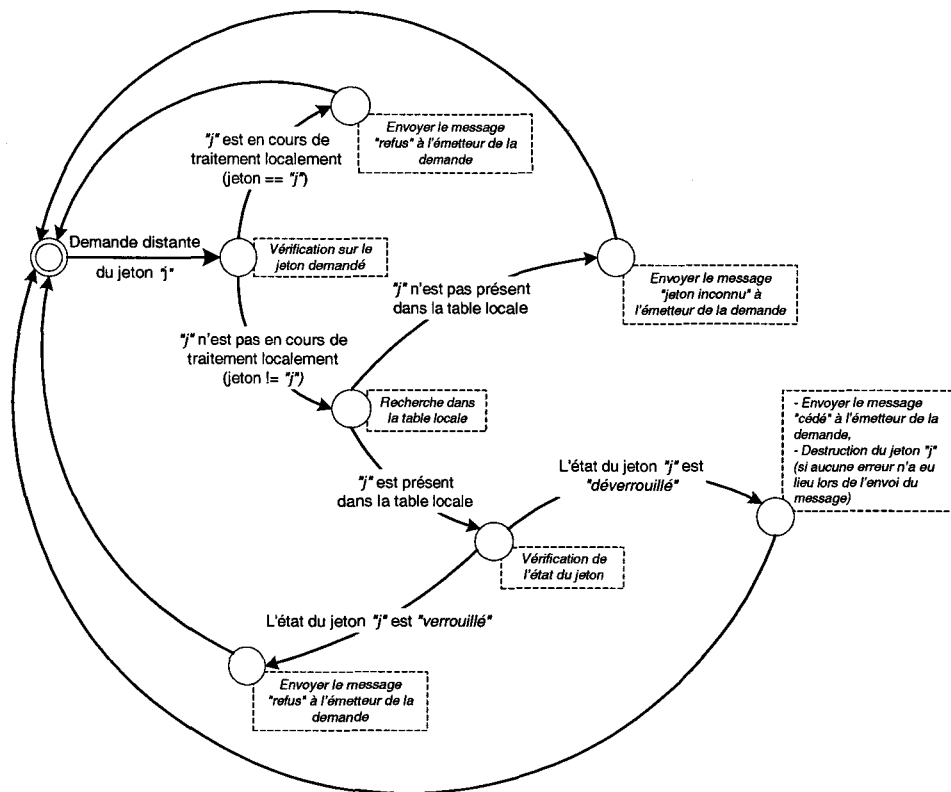 "j" est en cours de
traitement localement
(jeton == "j")
Envoyer le message
"refus" à l'émetteur de la
demande
Demande distante
du jeton "j"
Vérification sur le
jeton demandé
"j" n'est pas présent
dans la table locale
Envoyer le message
"jeton inconnu" à
l'émetteur de la demande
"j" n'est pas en cours de
traitement localement
(jeton != "j")
Recherche dans
la table locale
- Envoyer le message
"cédé" à l'émetteur de la
demande,
- Destruction du jeton "j"
(si aucune erreur n'a eu
lieu lors de l'envoi du
message)
L'état du jeton "j" est
"déverrouillé"
"j" est présent
dans la table locale
Vérification de
l'état du jeton
L'état du jeton "j" est "verrouillé"
Envoyer le message
"refus" à l'émetteur de la
demande